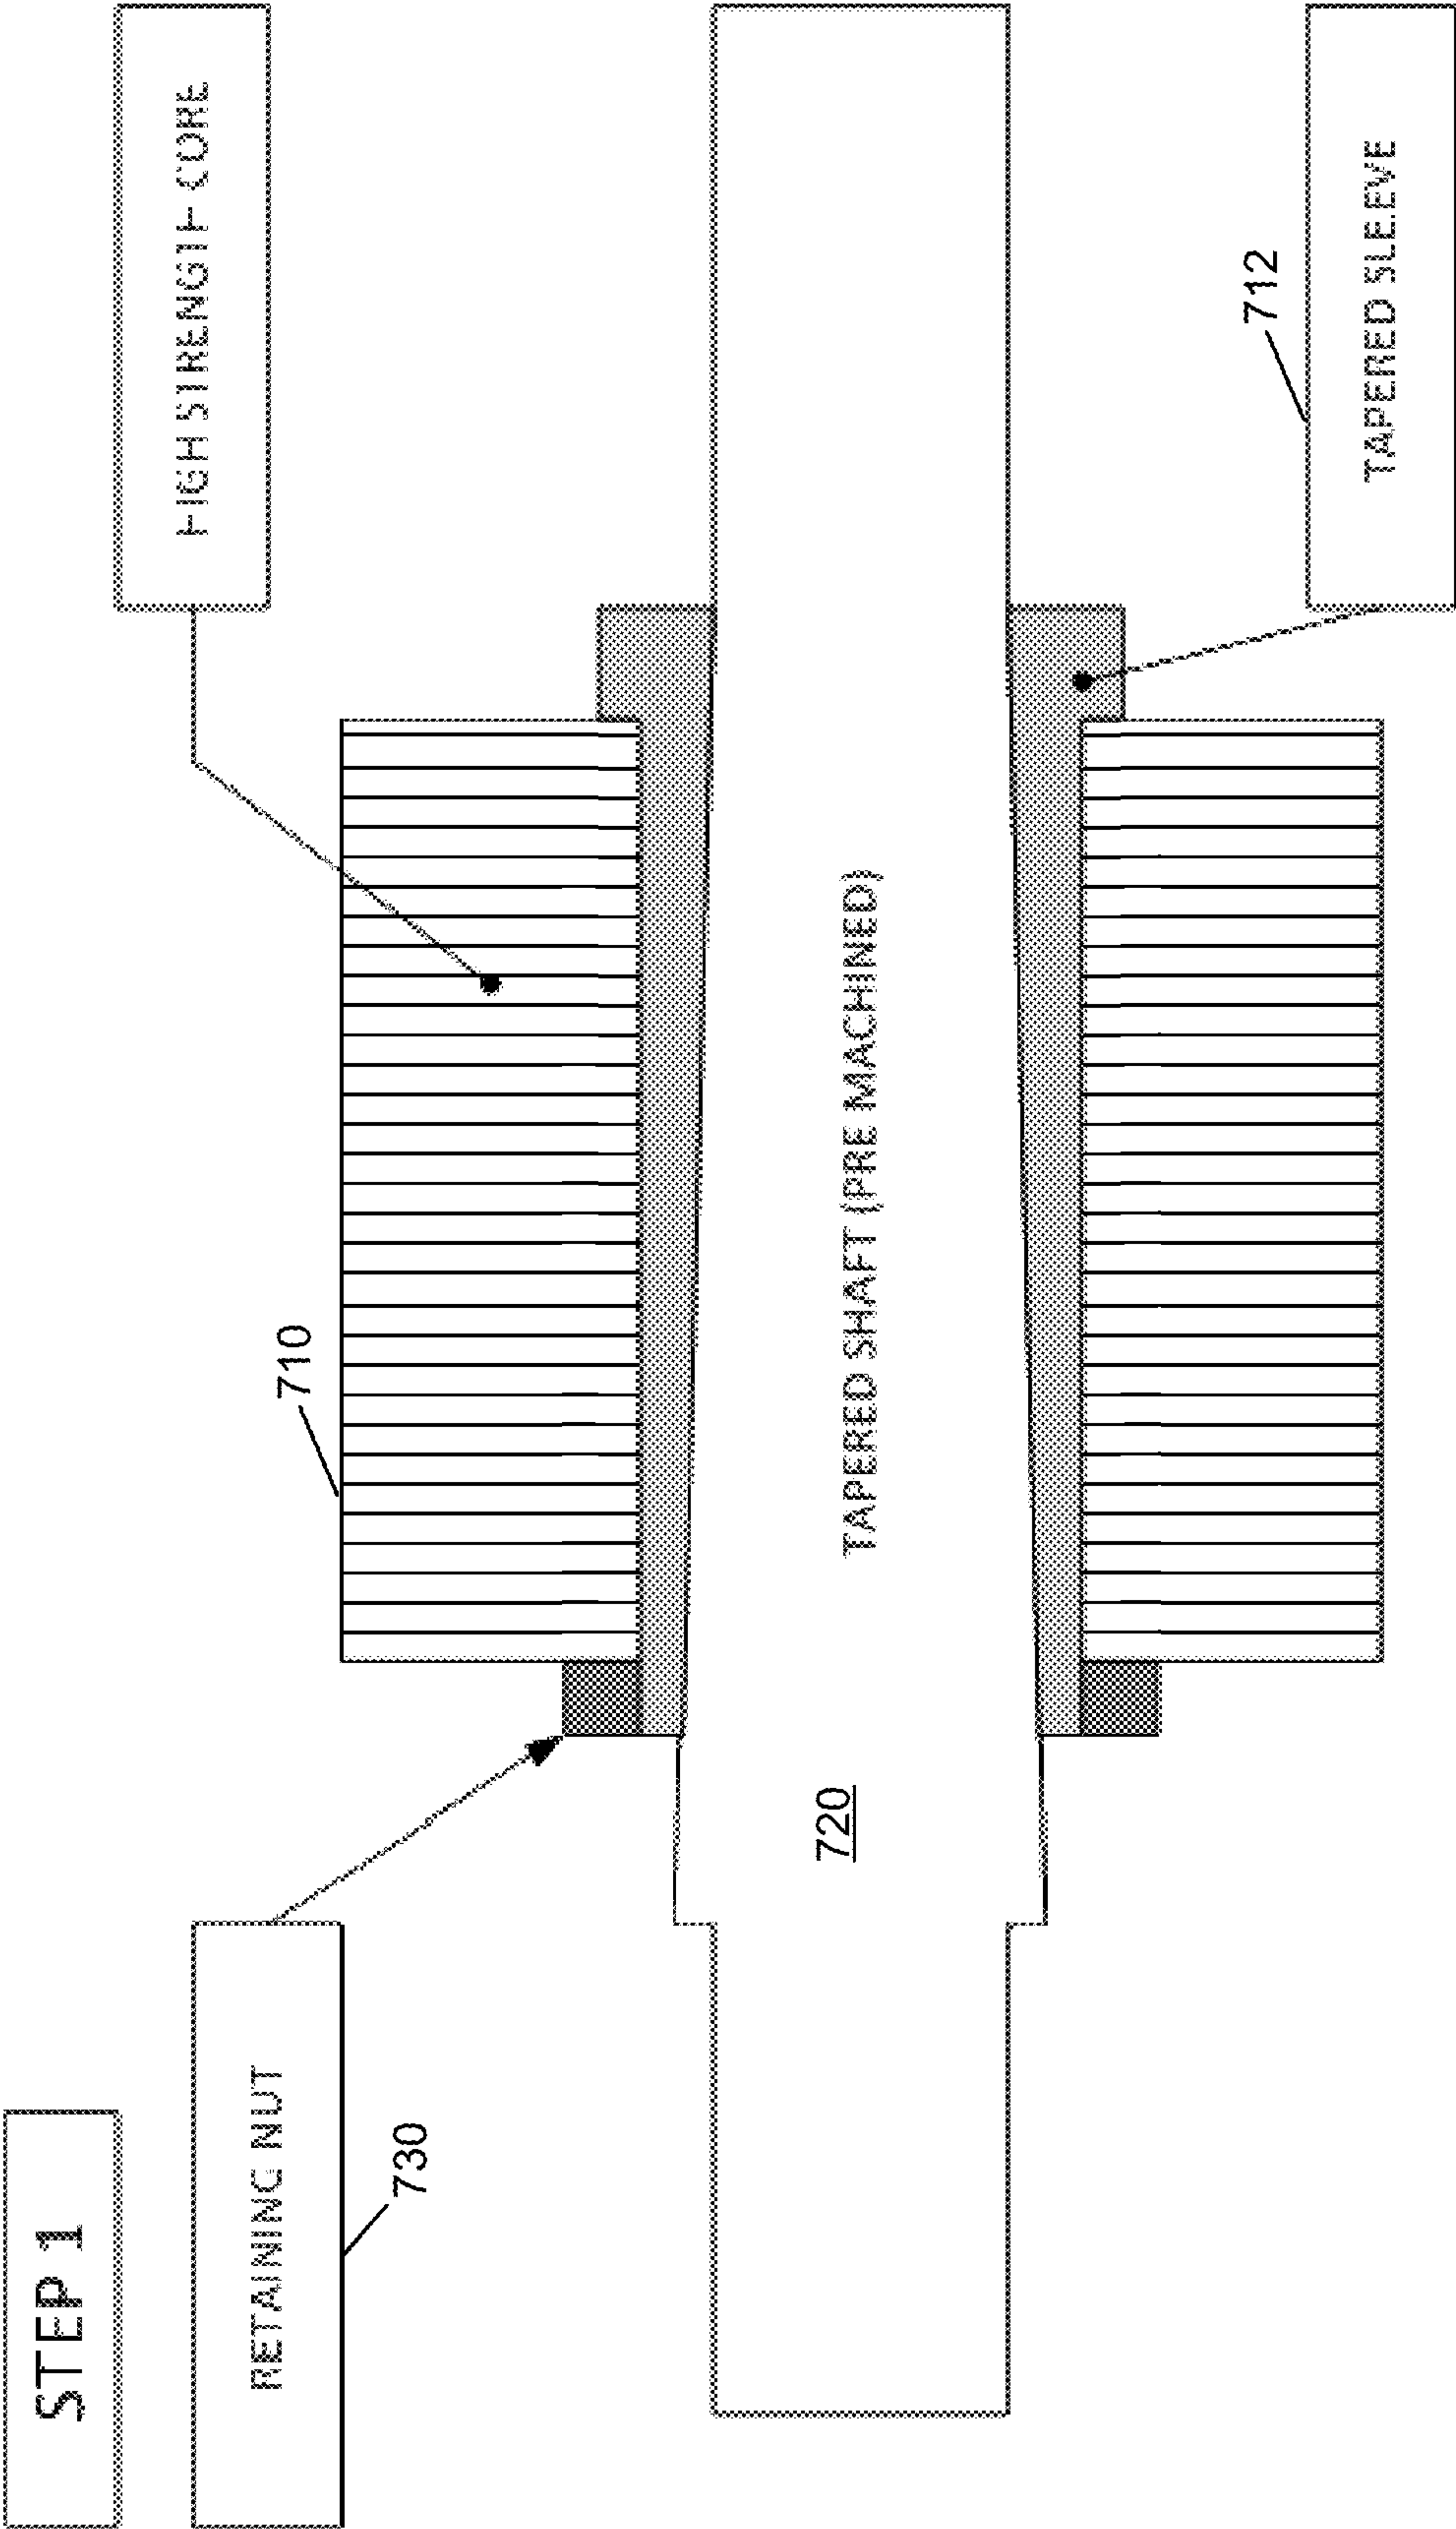 STEP 1
RETAINING NUT
730
710
HIGH STRENGTH CORE
720
TAPERED SHAFT (PRE MACHINED)
712
TAPERED SLEEVE